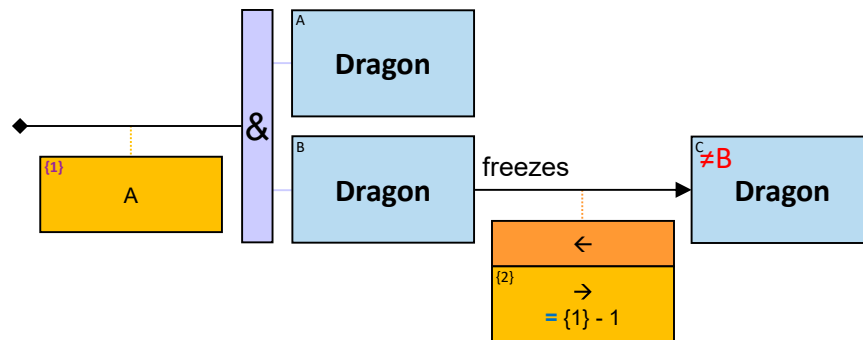 A
Dragon
{1}
A
&
B
Dragon
freezes
C
≠B
Dragon
←
{2}
→
= {1} - 1